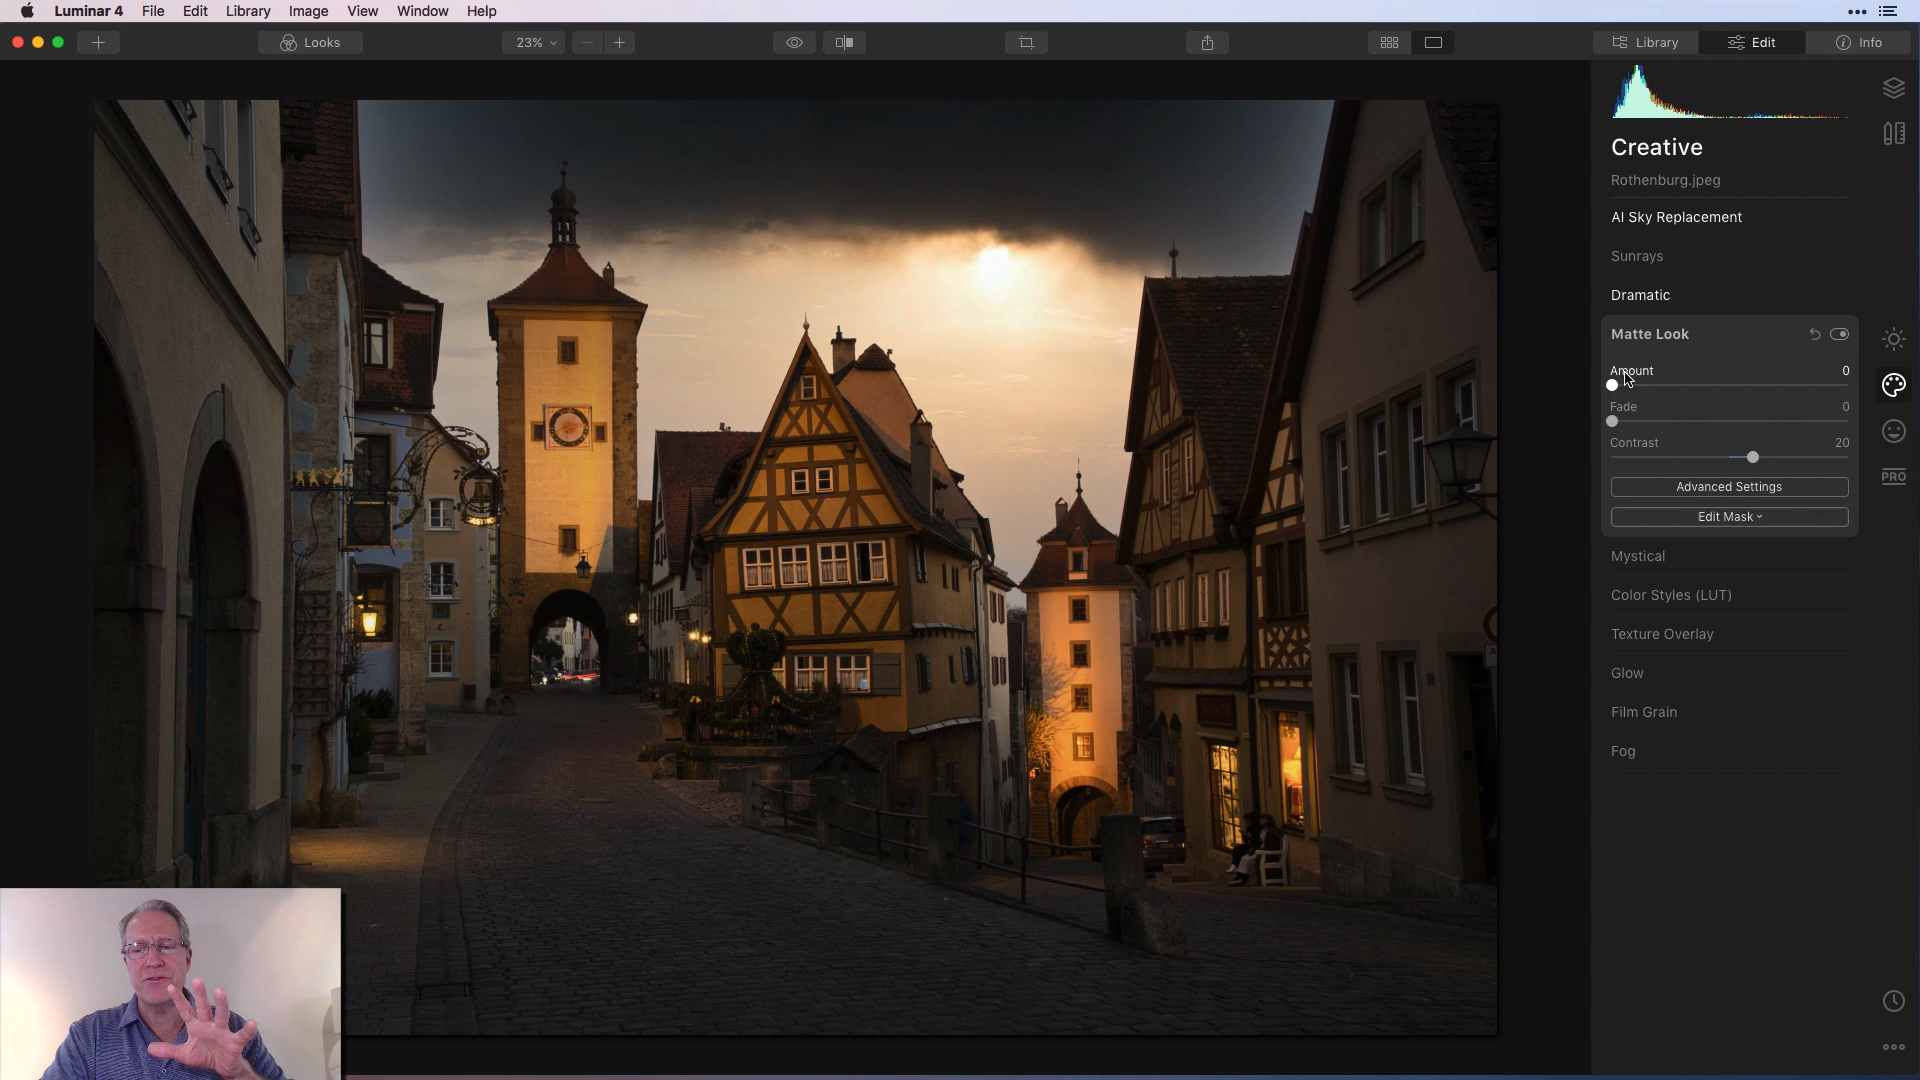 Luminar 4 File Edit Library Image View Window Help
Looks 23% Library Edit Info
Creative
Rothenburg.jpeg
AI Sky Replacement
Sunrays
Dramatic
Matte Look
Amount 0
Fade 0
Contrast 20
Advanced Settings
Edit Mask
Mystical
Color Styles (LUT)
Texture Overlay
Glow
Film Grain
Fog
PRO